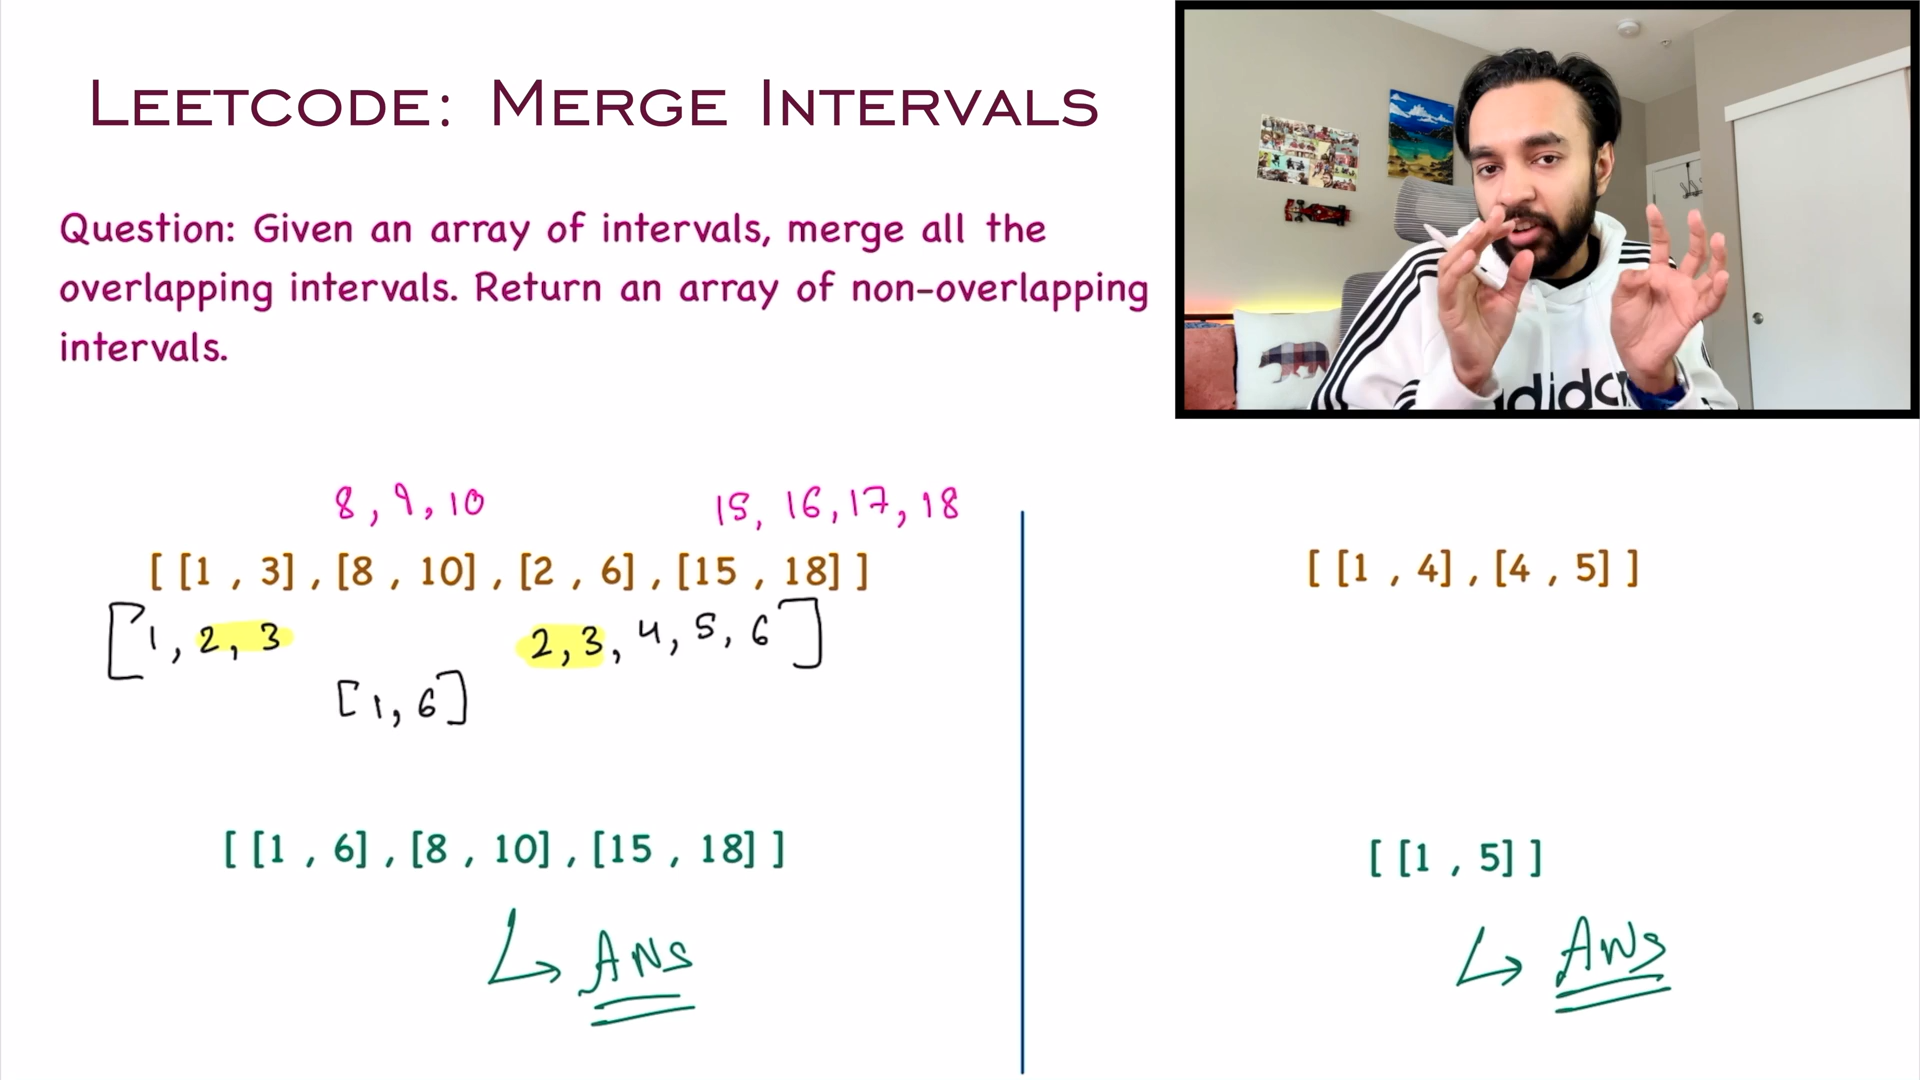 LEETCODE: MERGE INTERVALS
Question: Given an array of intervals, merge all the
overlapping intervals. Return an array of non-overlapping
intervals.
adida
8, 9, 10
15, 16, 17, 18
[ [1 , 3] , [8 , 10] , [2 , 6] , [15 , 18] ]
[1, 2, 3
2, 3, 4, 5, 6]
[1, 6]
[ [1 , 6] , [8 , 10] , [15 , 18] ]
↳ ANS
[ [1 , 4] , [4 , 5] ]
[ [1 , 5] ]
↳ ANS